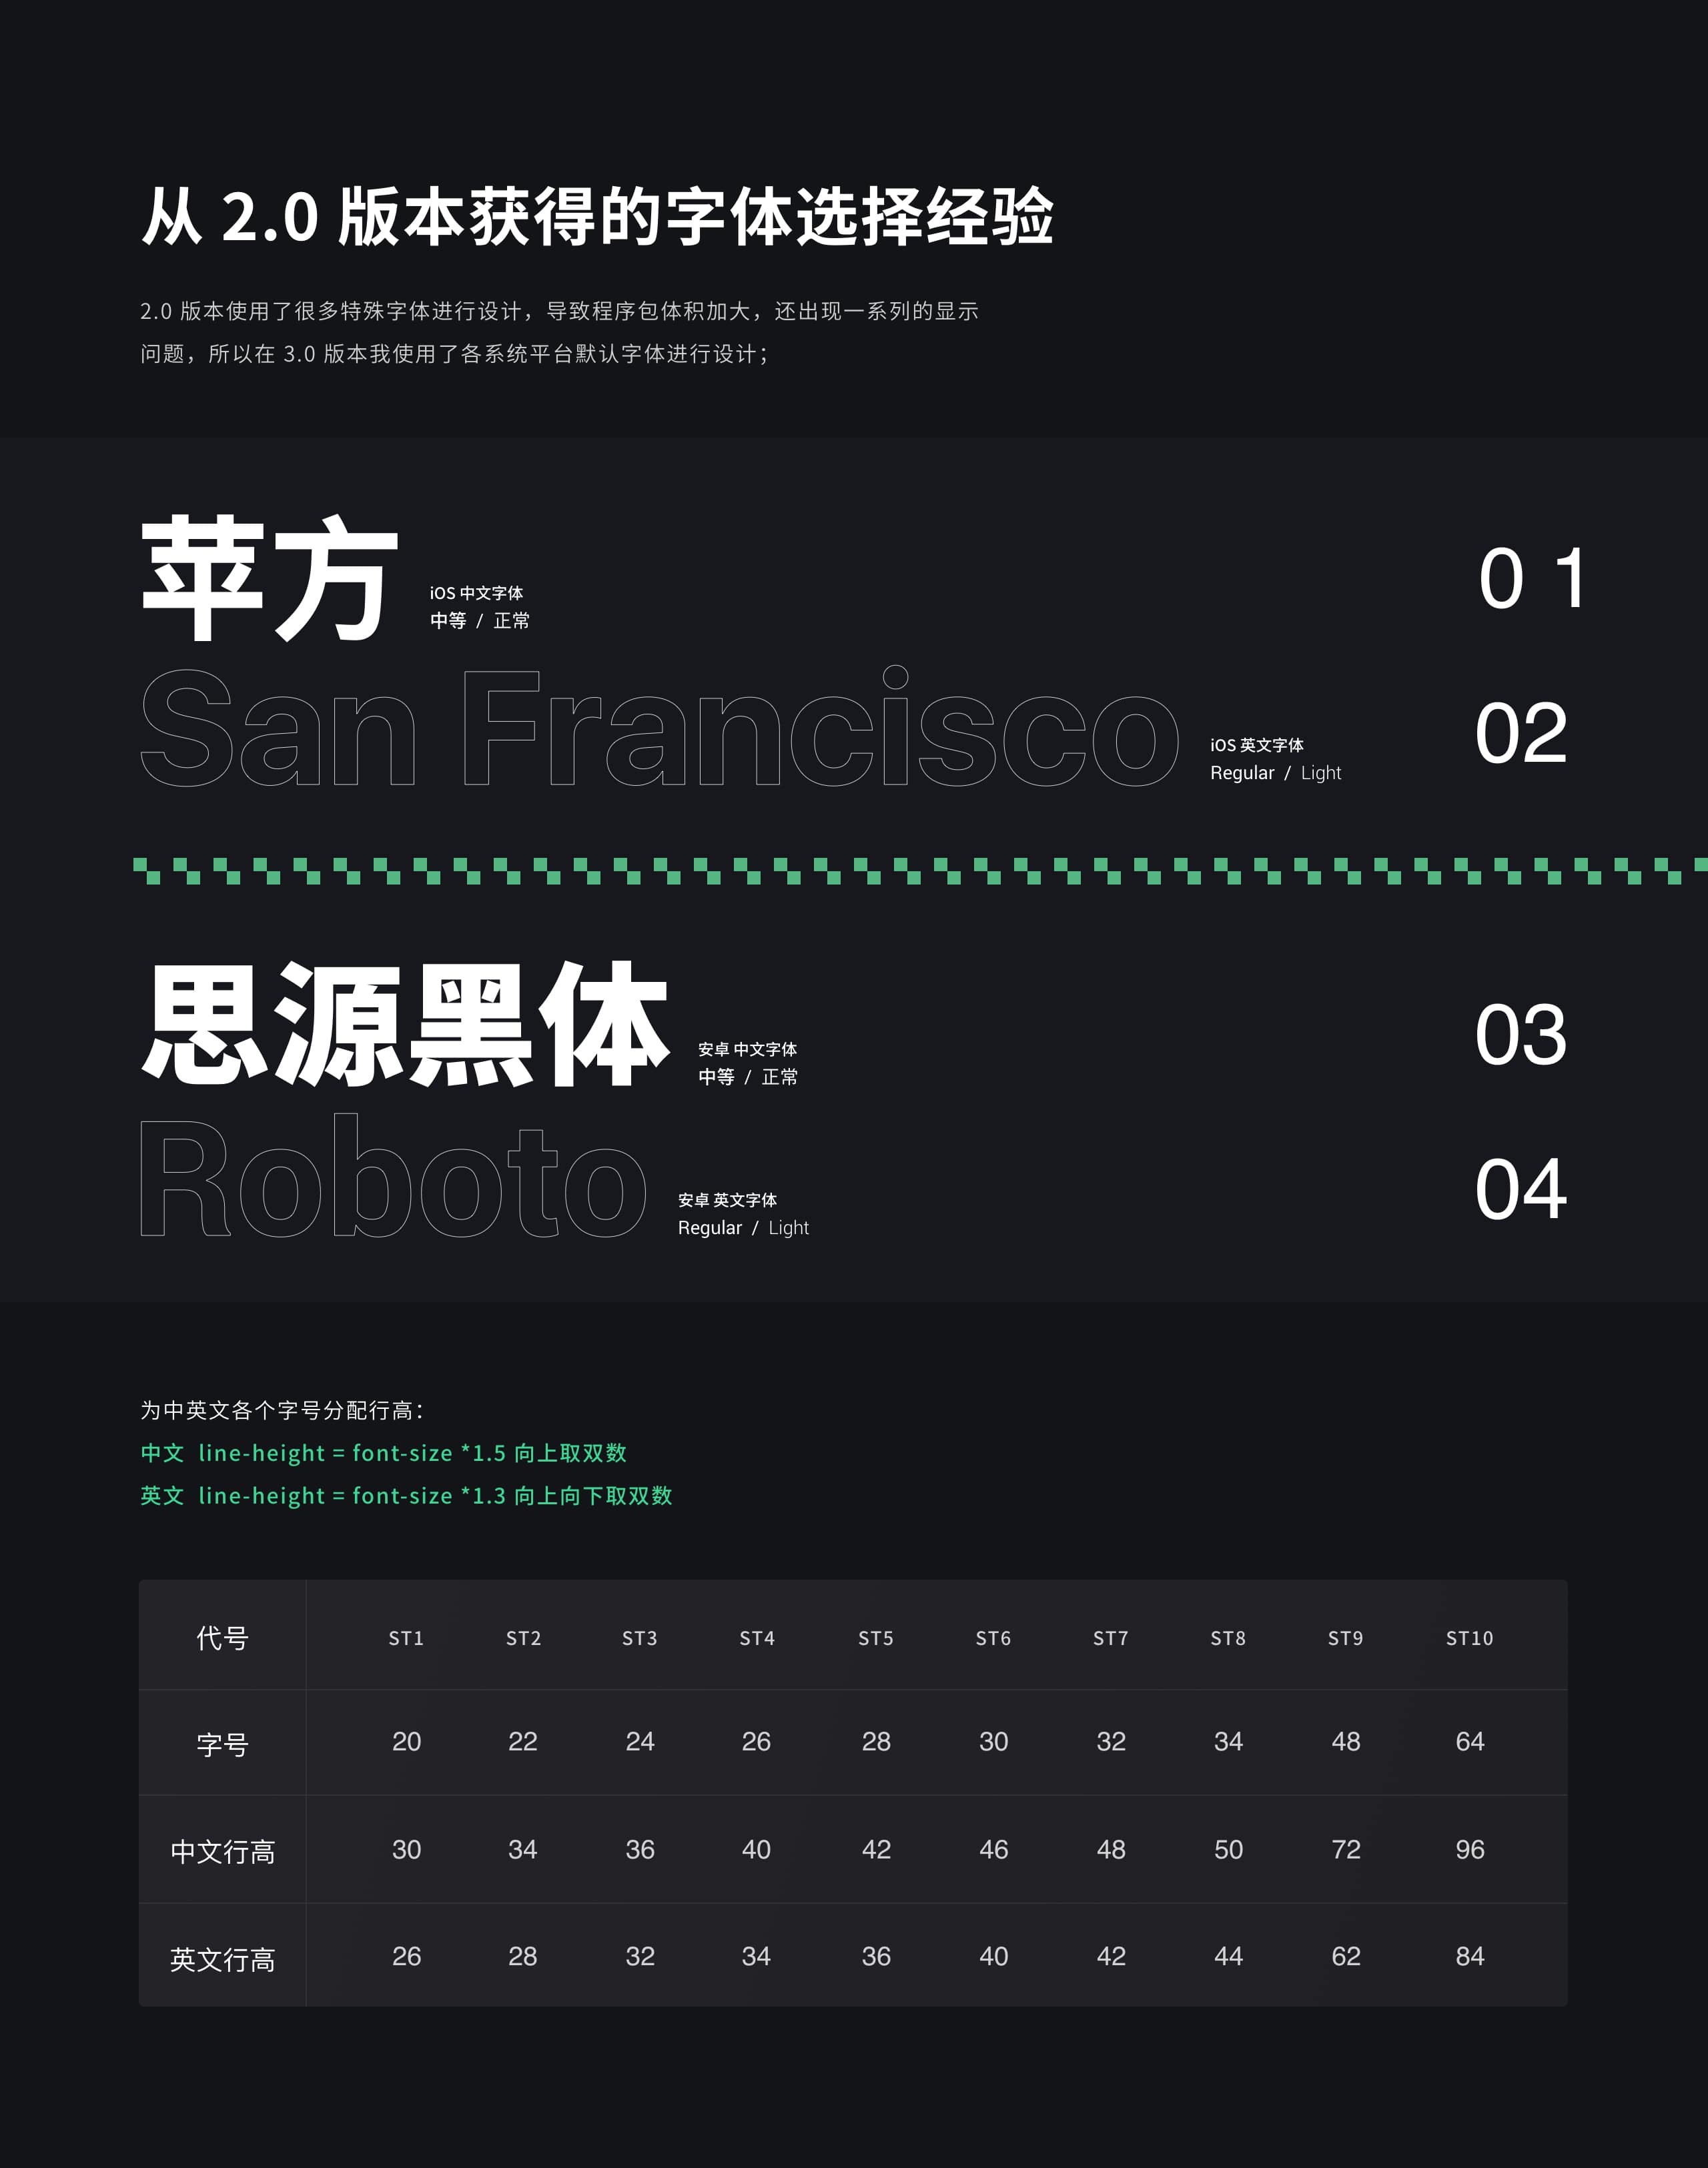 从 2.0 版本获得的字体选择经验
2.0 版本使用了很多特殊字体进行设计，导致程序包体积加大，还出现一系列的显示
问题，所以在 3.0 版本我使用了各系统平台默认字体进行设计；
苹方
iOS 中文字体
中等 / 正常
01
San Francisco
iOS 英文字体
Regular / Light
02
思源黑体
安卓 中文字体
中等 / 正常
03
Roboto
安卓 英文字体
Regular / Light
04
为中英文各个字号分配行高：
中文 line-height = font-size *1.5 向上取双数
英文 line-height = font-size *1.3 向上向下取双数
代号 ST1 ST2 ST3 ST4 ST5 ST6 ST7 ST8 ST9 ST10
字号 20 22 24 26 28 30 32 34 48 64
中文行高 30 34 36 40 42 46 48 50 72 96
英文行高 26 28 32 34 36 40 42 44 62 84